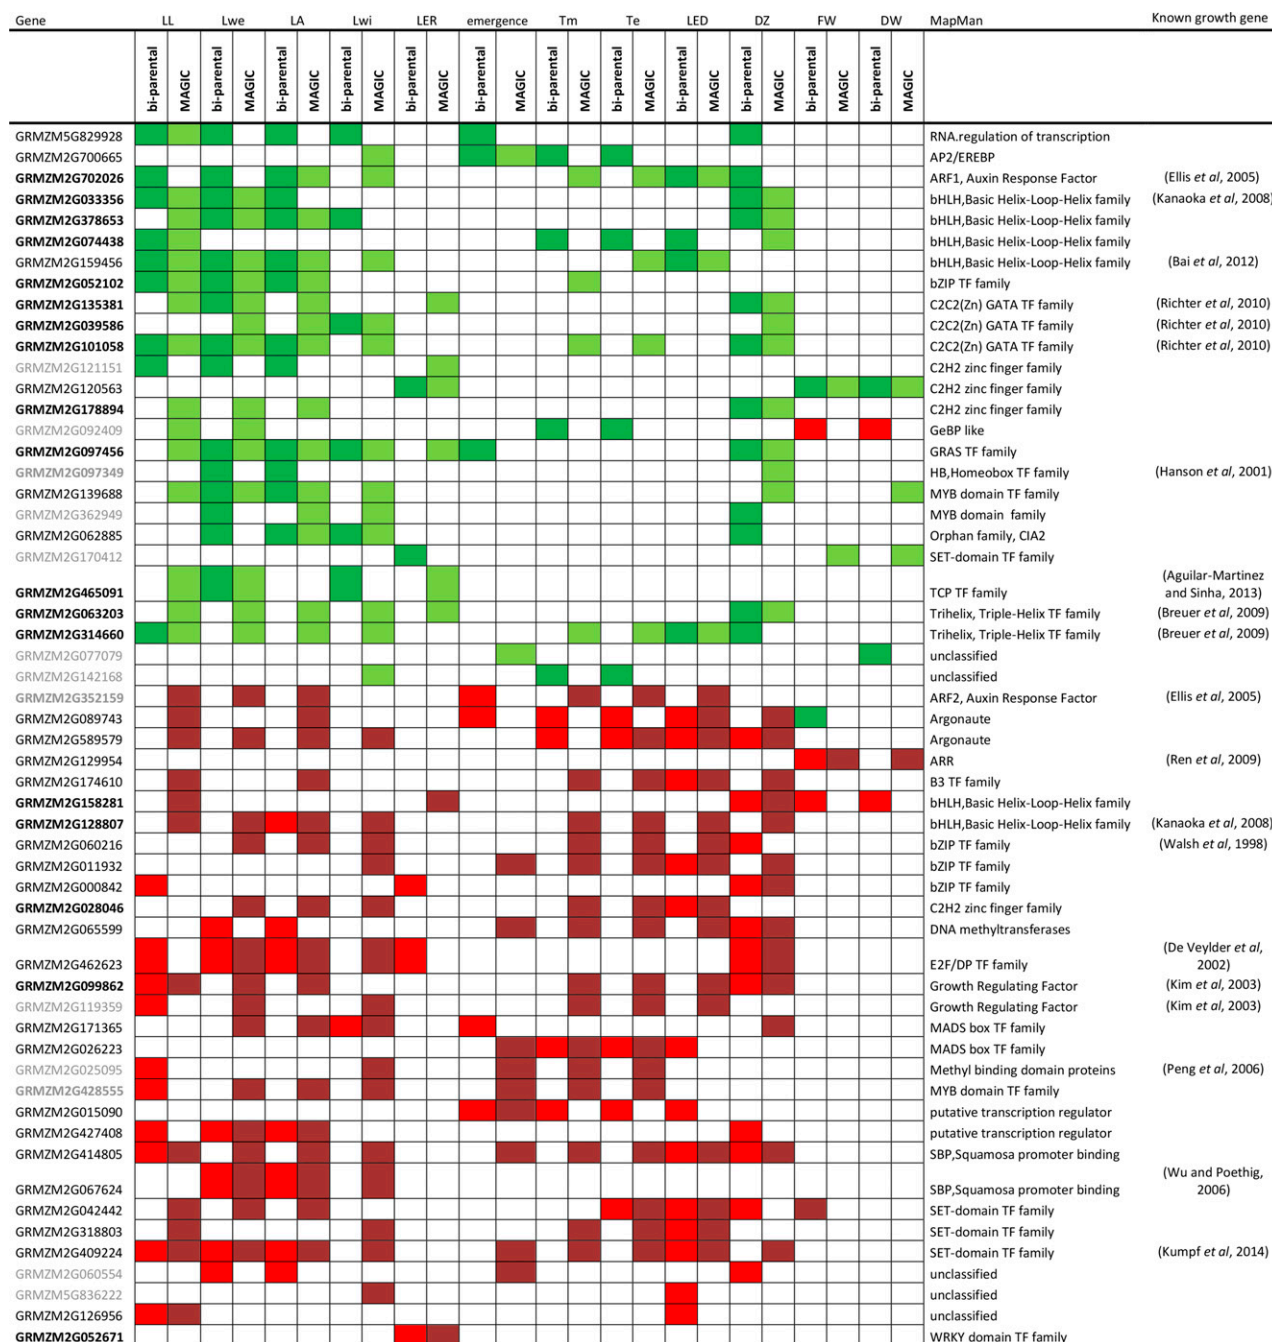 Gene LL Lwe LA Lwi LER emergence Tm Te LED DZ FW DW MapMan Known growth gene
bi-parental MAGIC bi-parental MAGIC bi-parental MAGIC bi-parental MAGIC bi-parental MAGIC bi-parental MAGIC bi-parental MAGIC bi-parental MAGIC bi-parental MAGIC bi-parental MAGIC bi-parental MAGIC bi-parental MAGIC
GRMZM5G829928 RNA.regulation of transcription
GRMZM2G700665 AP2/EREBP
GRMZM2G702026 ARF1, Auxin Response Factor (Ellis et al, 2005)
GRMZM2G033356 bHLH,Basic Helix-Loop-Helix family (Kanaoka et al, 2008)
GRMZM2G378653 bHLH,Basic Helix-Loop-Helix family
GRMZM2G074438 bHLH,Basic Helix-Loop-Helix family
GRMZM2G159456 bHLH,Basic Helix-Loop-Helix family (Bai et al, 2012)
GRMZM2G052102 bZIP TF family
GRMZM2G135381 C2C2(Zn) GATA TF family (Richter et al, 2010)
GRMZM2G039586 C2C2(Zn) GATA TF family (Richter et al, 2010)
GRMZM2G101058 C2C2(Zn) GATA TF family (Richter et al, 2010)
GRMZM2G121151 C2H2 zinc finger family
GRMZM2G120563 C2H2 zinc finger family
GRMZM2G178894 C2H2 zinc finger family
GRMZM2G092409 GeBP like
GRMZM2G097456 GRAS TF family
GRMZM2G097349 HB,Homeobox TF family (Hanson et al, 2001)
GRMZM2G139688 MYB domain TF family
GRMZM2G362949 MYB domain family
GRMZM2G062885 Orphan family, CIA2
GRMZM2G170412 SET-domain TF family
(Aguilar-Martinez
GRMZM2G465091 TCP TF family and Sinha, 2013)
GRMZM2G063203 Trihelix, Triple-Helix TF family (Breuer et al, 2009)
GRMZM2G314660 Trihelix, Triple-Helix TF family (Breuer et al, 2009)
GRMZM2G077079 unclassified
GRMZM2G142168 unclassified
GRMZM2G352159 ARF2, Auxin Response Factor (Ellis et al, 2005)
GRMZM2G089743 Argonaute
GRMZM2G589579 Argonaute
GRMZM2G129954 ARR (Ren et al, 2009)
GRMZM2G174610 B3 TF family
GRMZM2G158281 bHLH,Basic Helix-Loop-Helix family
GRMZM2G128807 bHLH,Basic Helix-Loop-Helix family (Kanaoka et al, 2008)
GRMZM2G060216 bZIP TF family (Walsh et al, 1998)
GRMZM2G011932 bZIP TF family
GRMZM2G000842 bZIP TF family
GRMZM2G028046 C2H2 zinc finger family
GRMZM2G065599 DNA methyltransferases
(De Veylder et al,
GRMZM2G462623 E2F/DP TF family 2002)
GRMZM2G099862 Growth Regulating Factor (Kim et al, 2003)
GRMZM2G119359 Growth Regulating Factor (Kim et al, 2003)
GRMZM2G171365 MADS box TF family
GRMZM2G026223 MADS box TF family
GRMZM2G025095 Methyl binding domain proteins (Peng et al, 2006)
GRMZM2G428555 MYB domain TF family
GRMZM2G015090 putative transcription regulator
GRMZM2G427408 putative transcription regulator
GRMZM2G414805 SBP,Squamosa promoter binding
(Wu and Poethig,
GRMZM2G067624 SBP,Squamosa promoter binding 2006)
GRMZM2G042442 SET-domain TF family
GRMZM2G318803 SET-domain TF family
GRMZM2G409224 SET-domain TF family (Kumpf et al, 2014)
GRMZM2G060554 unclassified
GRMZM5G836222 unclassified
GRMZM2G126956 unclassified
GRMZM2G052671 WRKY domain TF family